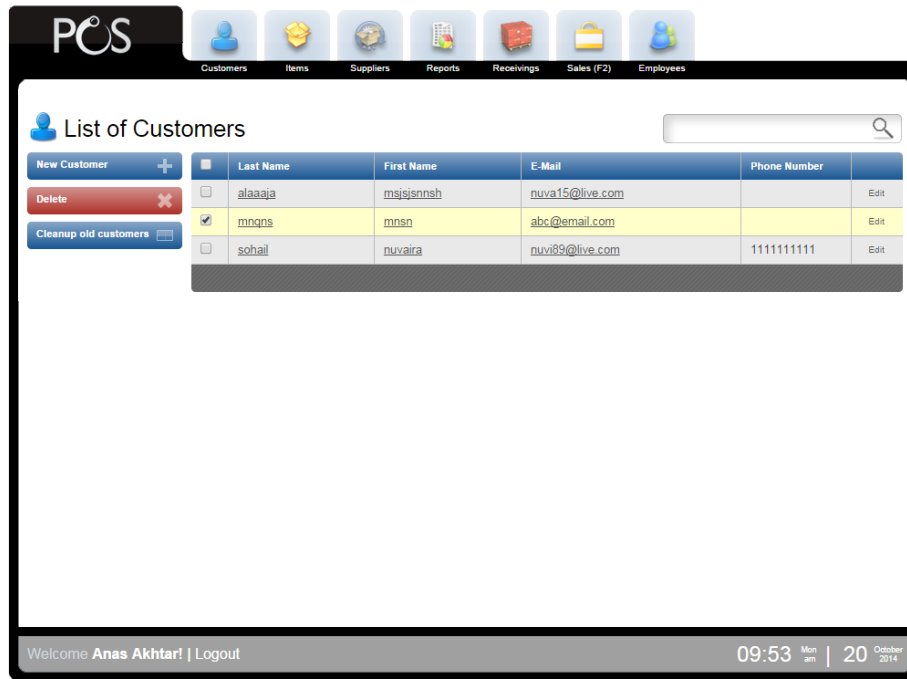 POS
Customers Items Suppliers Reports Receivings Sales (F2) Employees
List of Customers
New Customer
Delete
Cleanup old customers
Last Name First Name E-Mail Phone Number
alaaaja msjsjsnnsh nuva15@live.com Edit
mnqns mnsn abc@email.com Edit
sohail nuvaira nuvi89@live.com 1111111111 Edit
Welcome Anas Akhtar! | Logout
09:53 Mon am | 20 October 2014